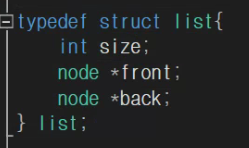 typedef struct list{
    int size;
    node *front;
    node *back;
} list;